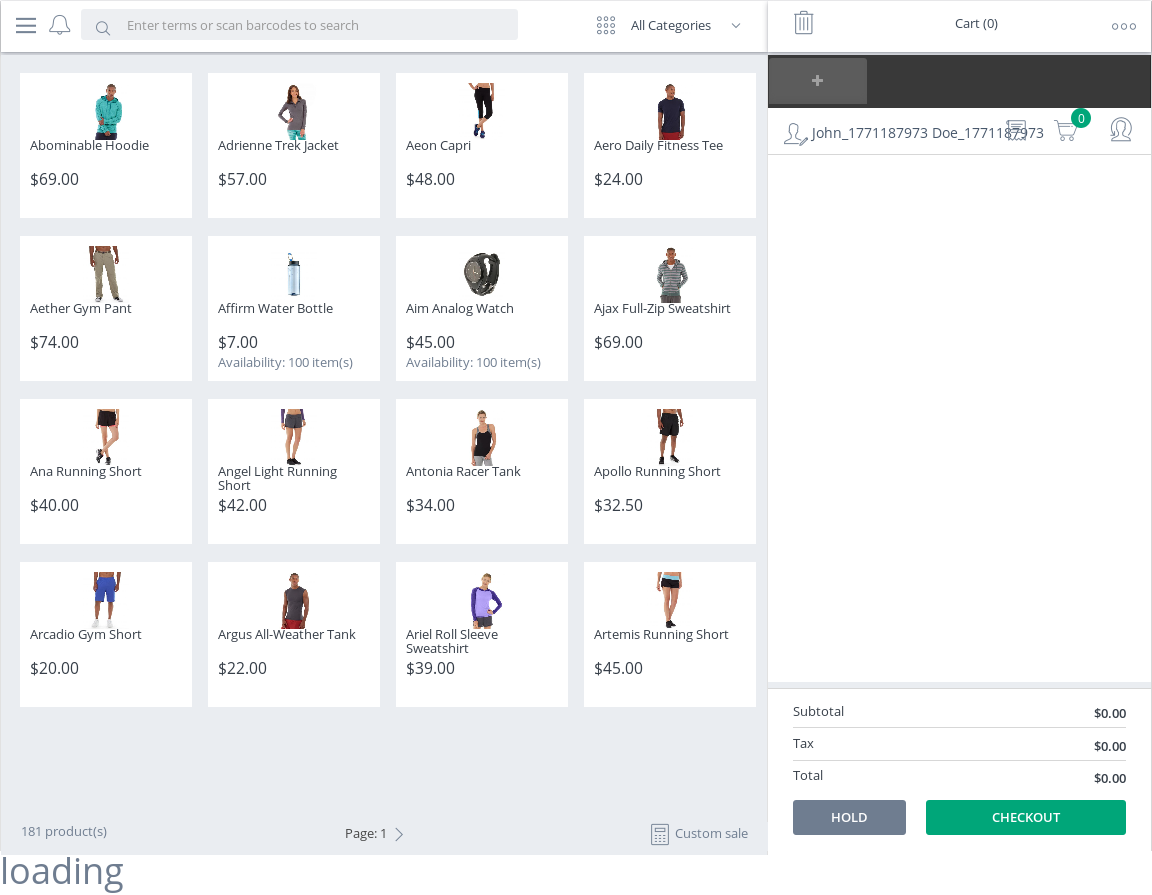 Enter terms or scan barcodes to search
All Categories
Cart (0)
Abominable Hoodie
$69.00
Adrienne Trek Jacket
$57.00
Aeon Capri
$48.00
Aero Daily Fitness Tee
$24.00
John_1771187973 Doe_1771187973
0
Aether Gym Pant
$74.00
Affirm Water Bottle
$7.00
Availability: 100 item(s)
Aim Analog Watch
$45.00
Availability: 100 item(s)
Ajax Full-Zip Sweatshirt
$69.00
Ana Running Short
$40.00
Angel Light Running
Short
$42.00
Antonia Racer Tank
$34.00
Apollo Running Short
$32.50
Arcadio Gym Short
$20.00
Argus All-Weather Tank
$22.00
Ariel Roll Sleeve
Sweatshirt
$39.00
Artemis Running Short
$45.00
Subtotal $0.00
Tax $0.00
Total $0.00
HOLD
CHECKOUT
181 product(s)
Page: 1
Custom sale
loading